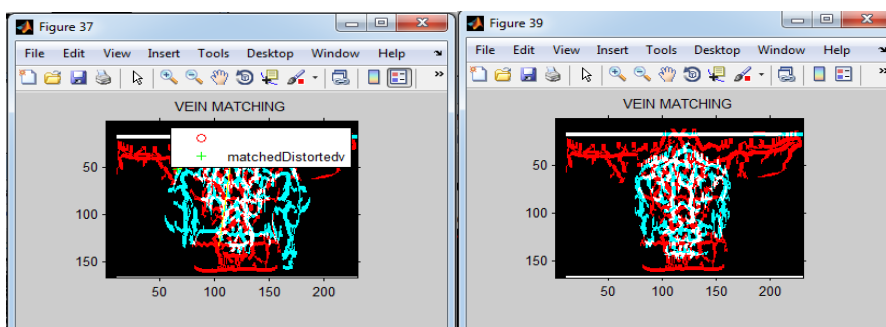 Figure 37
File Edit View Insert Tools Desktop Window Help
VEIN MATCHING
matchedDistortedv
50
100
150
50 100 150 200
Figure 39
File Edit View Insert Tools Desktop Window Help
VEIN MATCHING
50
100
150
50 100 150 200